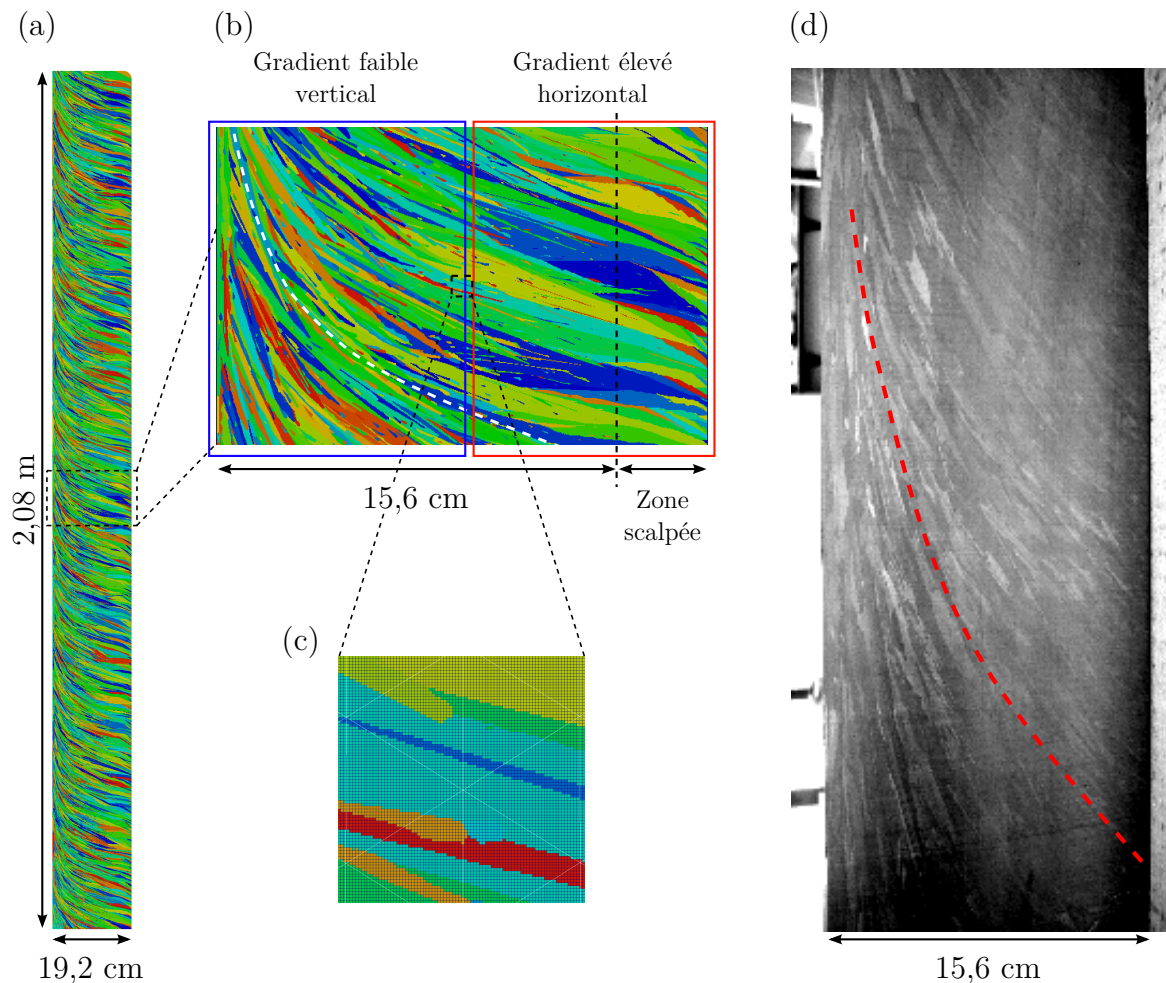 (a)
(b)
(d)
Gradient faible
vertical
Gradient élevé
horizontal
2,08 m
15,6 cm
Zone
scalpée
(c)
19,2 cm
15,6 cm